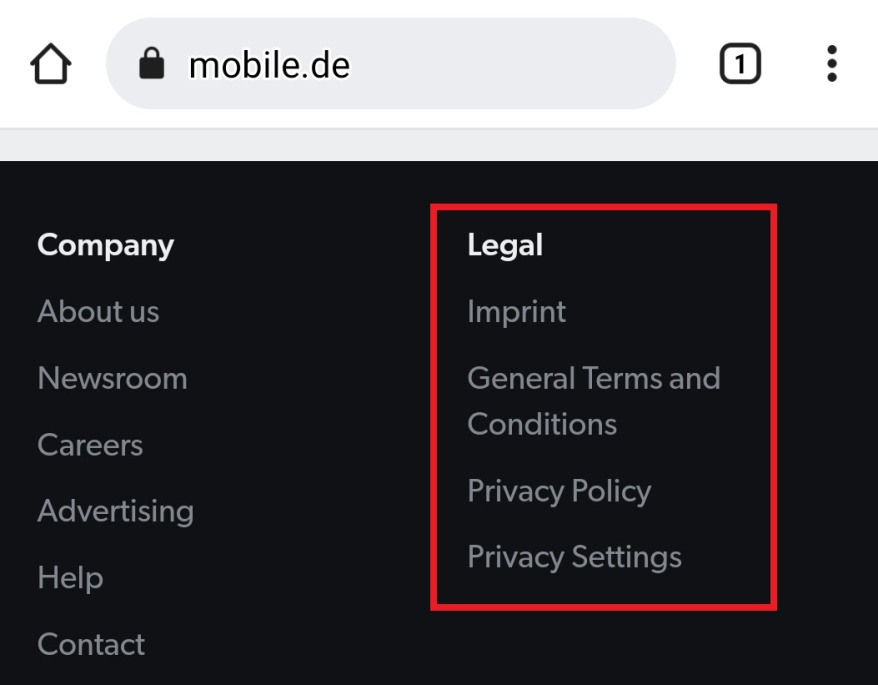 mobile.de
1
Company
About us
Newsroom
Careers
Advertising
Help
Contact
Legal
Imprint
General Terms and
Conditions
Privacy Policy
Privacy Settings